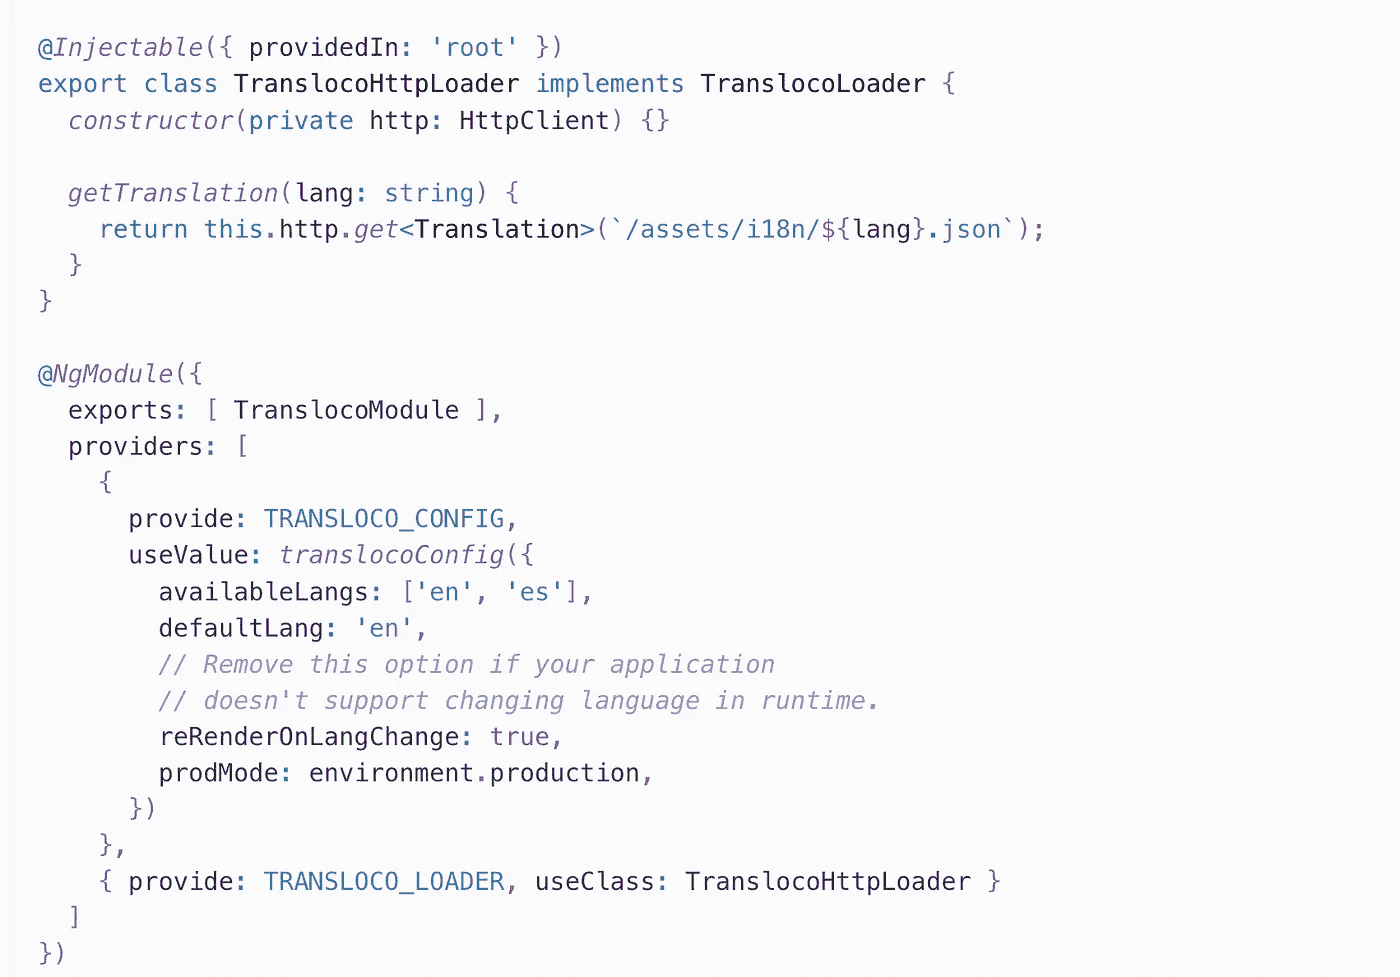 @Injectable({ providedIn: 'root' })
export class TranslocoHttpLoader implements TranslocoLoader {
  constructor(private http: HttpClient) {}

  getTranslation(lang: string) {
    return this.http.get<Translation>(`/assets/i18n/${lang}.json`);
  }
}

@NgModule({
  exports: [ TranslocoModule ],
  providers: [
    {
      provide: TRANSLOCO_CONFIG,
      useValue: translocoConfig({
        availableLangs: ['en', 'es'],
        defaultLang: 'en',
        // Remove this option if your application
        // doesn't support changing language in runtime.
        reRenderOnLangChange: true,
        prodMode: environment.production,
      })
    },
    { provide: TRANSLOCO_LOADER, useClass: TranslocoHttpLoader }
  ]
})